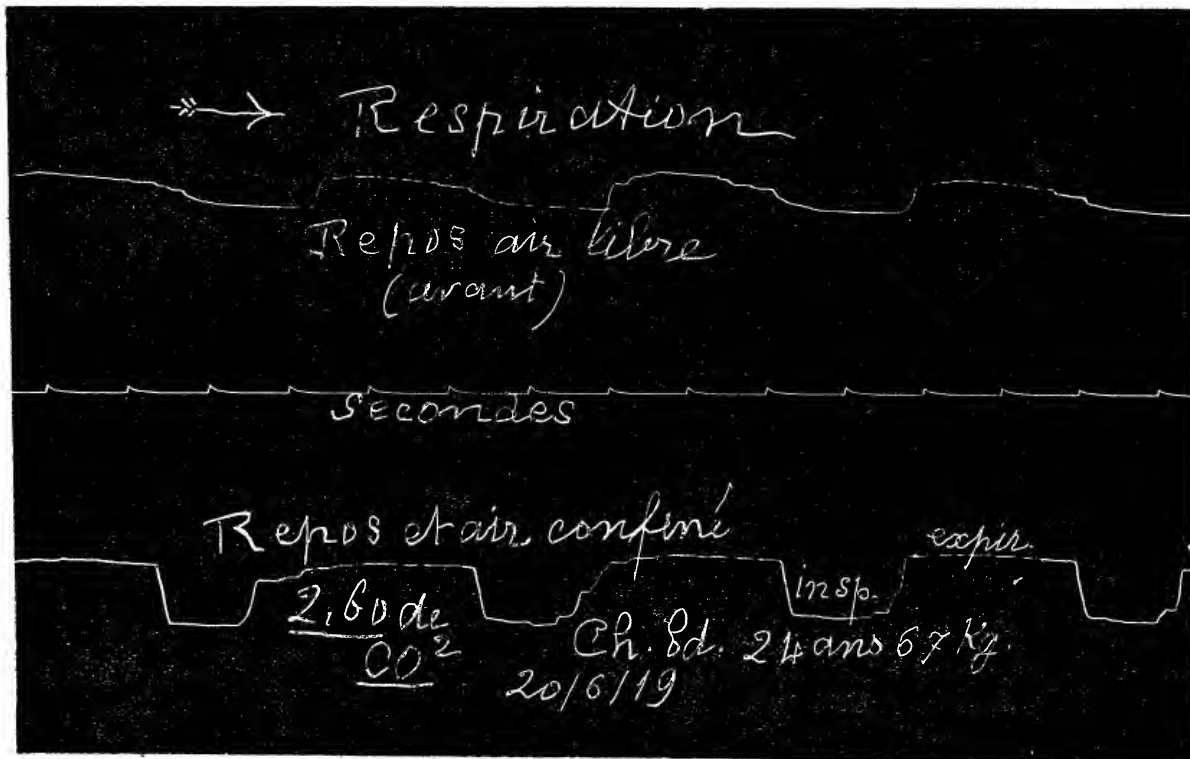 Respiration
Repos air libre
(avant)
Secondes
Repos et air confiné
expir.
insp.
2,60 de
CO²
Ch. Bd. 24 ans 67 Kg.
20/6/19